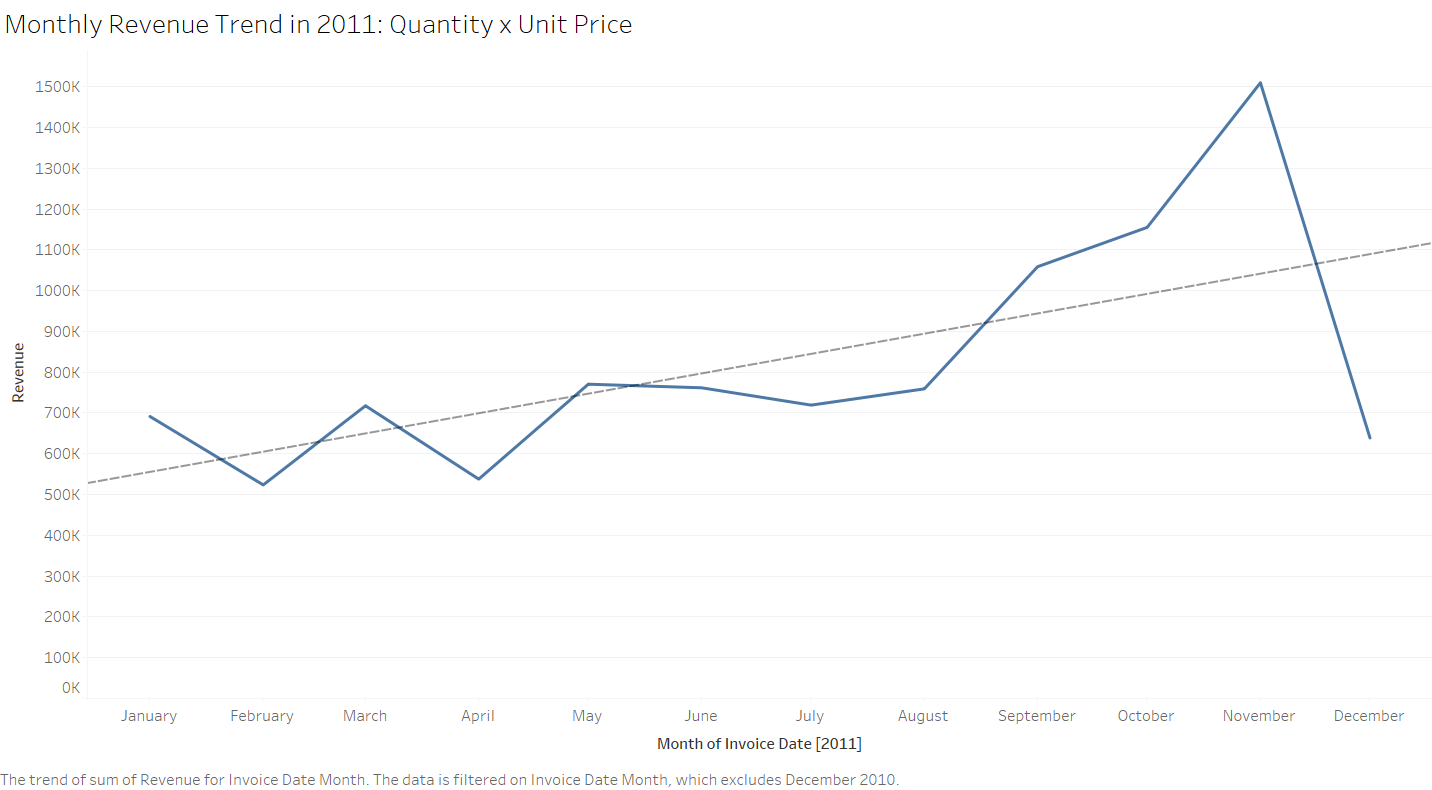 Monthly Revenue Trend in 2011: Quantity x Unit Price
1500K
1400K
1300K
1200K
1100K
1000K
900K
800K
700K
600K
500K
400K
300K
200K
100K
0K
Revenue
January February March April May June July August September October November December
Month of Invoice Date [2011]
The trend of sum of Revenue for Invoice Date Month. The data is filtered on Invoice Date Month, which excludes December 2010.